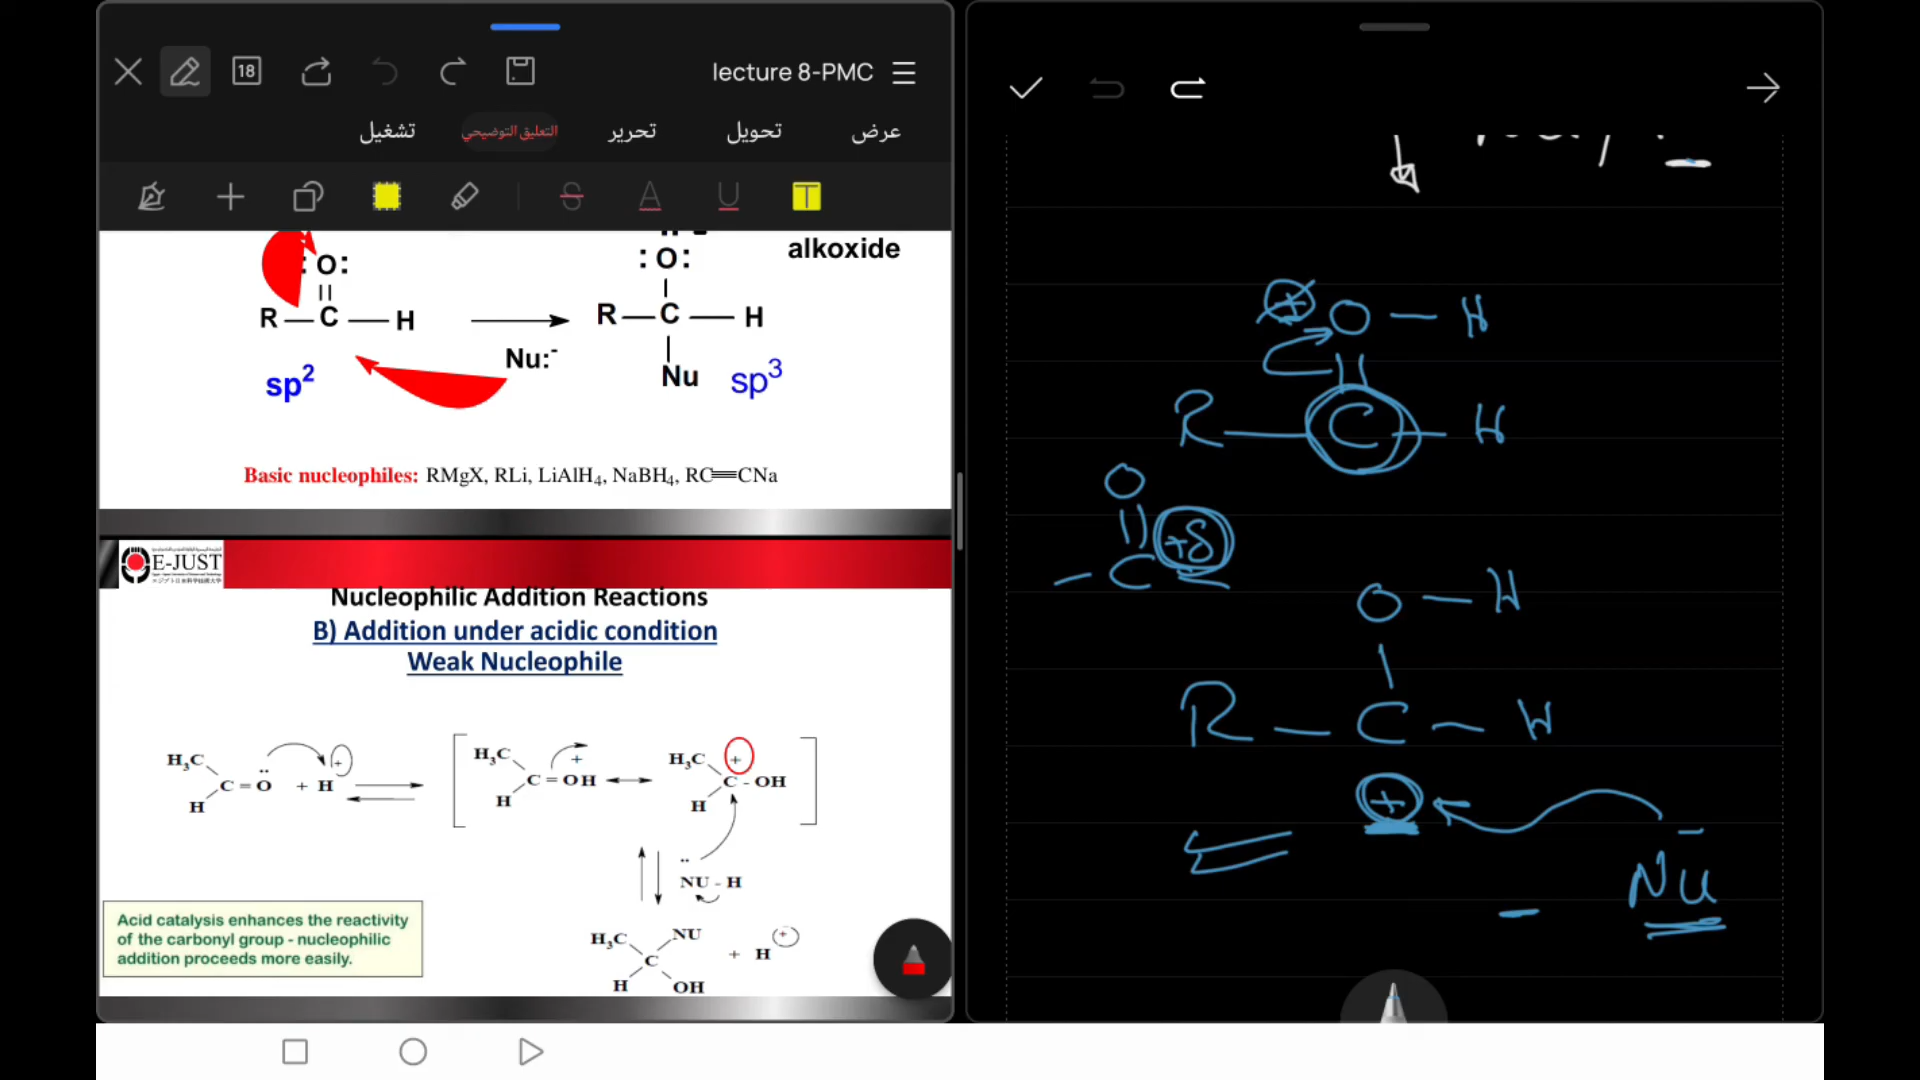 18
lecture 8-PMC
عرض
تحويل
تحرير
التعليق التوضيحي
تشغيل
A
U
T
alkoxide
:O:
:O:
R—C—H
R—C—H
Nu:-
Nu
sp2
sp3
Basic nucleophiles: RMgX, RLi, LiAlH4, NaBH4, RC≡CNa
E-JUST
Nucleophilic Addition Reactions
B) Addition under acidic condition
Weak Nucleophile
H3C
C=O
H
+ H+
H3C
C=OH
+
H
H3C
+
C-OH
H
NU-H
H3C
NU
C
H
OH
+ H
+
Acid catalysis enhances the reactivity
of the carbonyl group - nucleophilic
addition proceeds more easily.
+ O — H
R — C — H
O
- C +δ
O — H
R — C — H
+
-
Nu